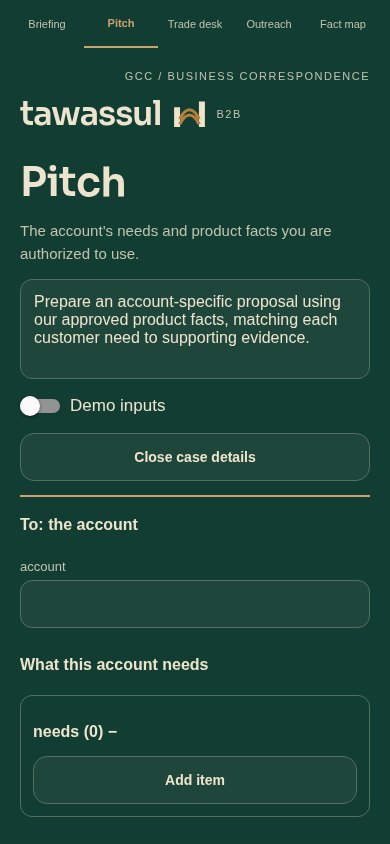 Briefing
Pitch
Trade desk
Outreach
Fact map
GCC / BUSINESS CORRESPONDENCE
tawassul
B2B
Pitch
The account's needs and product facts you are
authorized to use.
Prepare an account-specific proposal using
our approved product facts, matching each
customer need to supporting evidence.
Demo inputs
Close case details
To: the account
account
What this account needs
needs (0) –
Add item